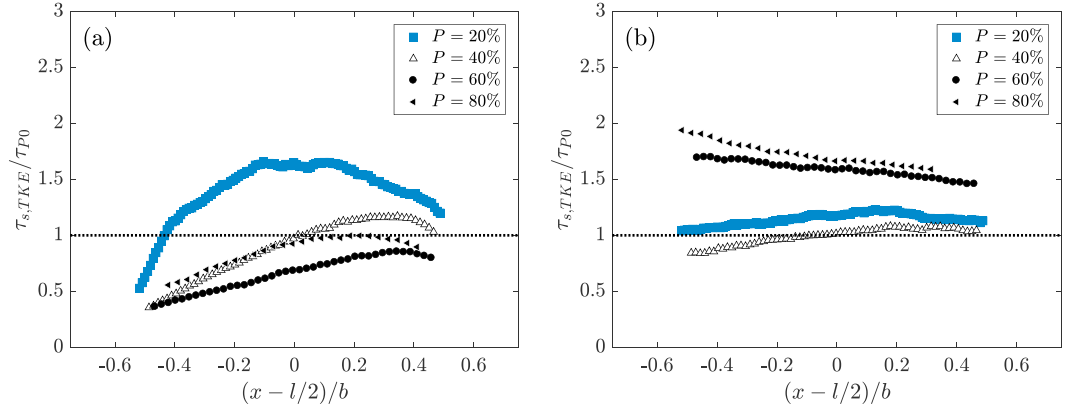 (a)
P = 20%
P = 40%
P = 60%
P = 80%
3
2.5
2
1.5
1
0.5
0
τs,TKE/τP0
-0.6 -0.4 -0.2 0 0.2 0.4 0.6
(x − l/2)/b
(b)
P = 20%
P = 40%
P = 60%
P = 80%
3
2.5
2
1.5
1
0.5
0
τs,TKE/τP0
-0.6 -0.4 -0.2 0 0.2 0.4 0.6
(x − l/2)/b